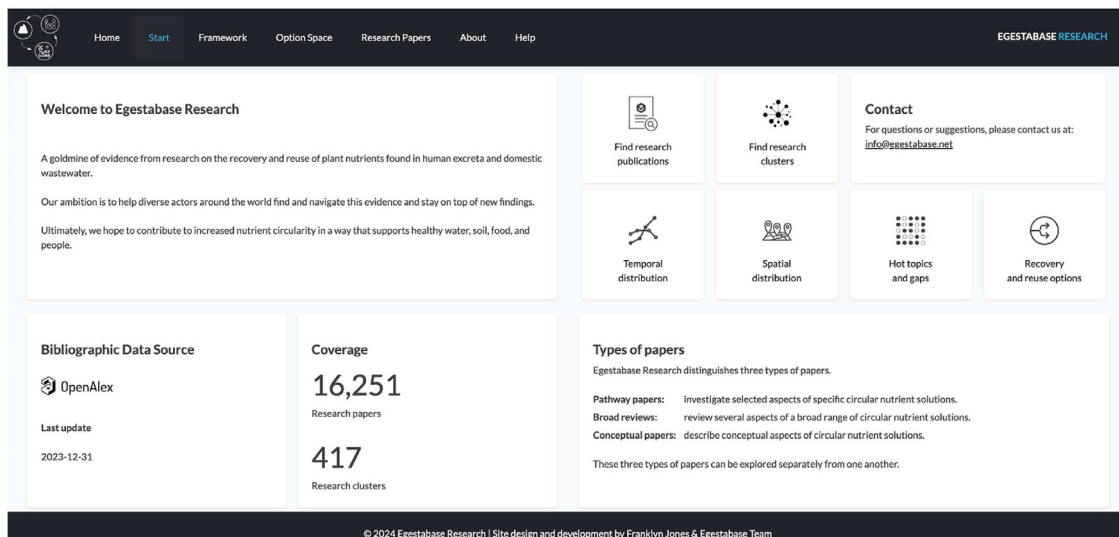 Home Start Framework Option Space Research Papers About Help EGESTABASE RESEARCH
Welcome to Egestabase Research
A goldmine of evidence from research on the recovery and reuse of plant nutrients found in human excreta and domestic
wastewater.
Our ambition is to help diverse actors around the world find and navigate this evidence and stay on top of new findings.
Ultimately, we hope to contribute to increased nutrient circularity in a way that supports healthy water, soil, food, and
people.
Find research
publications
Find research
clusters
Contact
For questions or suggestions, please contact us at:
info@egestabase.net
Temporal
distribution
Spatial
distribution
Hot topics
and gaps
Recovery
and reuse options
Bibliographic Data Source
OpenAlex
Last update
2023-12-31
Coverage
16,251
Research papers
417
Research clusters
Types of papers
Egestabase Research distinguishes three types of papers.
Pathway papers: investigate selected aspects of specific circular nutrient solutions.
Broad reviews: review several aspects of a broad range of circular nutrient solutions.
Conceptual papers: describe conceptual aspects of circular nutrient solutions.
These three types of papers can be explored separately from one another.
© 2024 Egestabase Research | Site design and development by Franklyn Jones & Egestabase Team